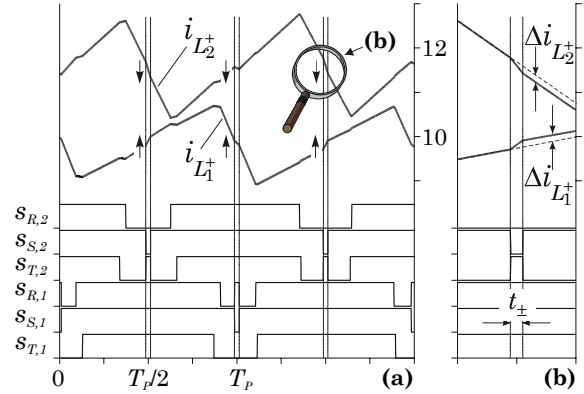 i_{L_2^+}
(b)
12
Δi_{L_2^+}
i_{L_1^+}
10
Δi_{L_1^+}
s_{R,2}
s_{S,2}
s_{T,2}
s_{R,1}
s_{S,1}
s_{T,1}
t_±
0
T_P/2
T_P
(a)
(b)